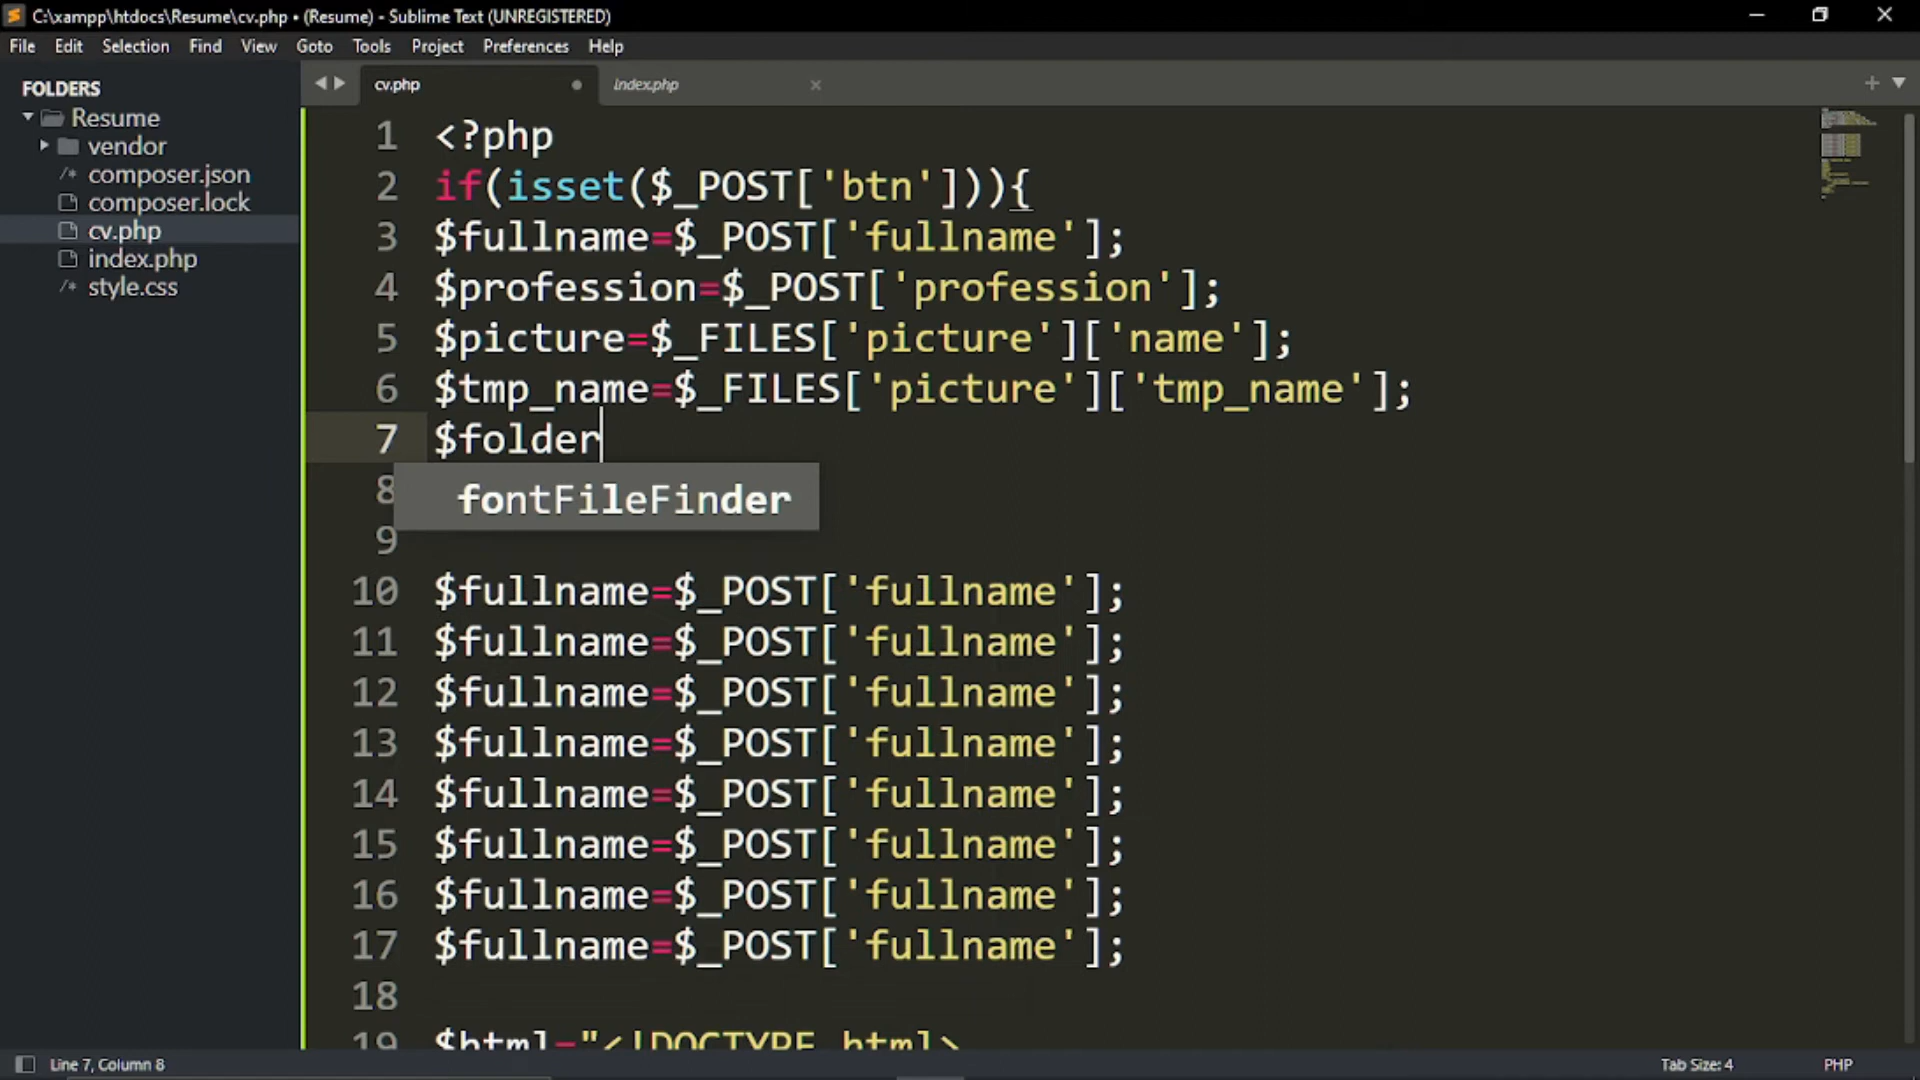 C:\xampp\htdocs\Resume\cv.php • (Resume) - Sublime Text (UNREGISTERED)
File Edit Selection Find View Goto Tools Project Preferences Help
FOLDERS
Resume
vendor
composer.json
composer.lock
cv.php
index.php
style.css
cv.php index.php
1 <?php
2 if(isset($_POST['btn'])){
3 $fullname=$_POST['fullname'];
4 $profession=$_POST['profession'];
5 $picture=$_FILES['picture']['name'];
6 $tmp_name=$_FILES['picture']['tmp_name'];
7 $folder
8 fontFileFinder
9
10 $fullname=$_POST['fullname'];
11 $fullname=$_POST['fullname'];
12 $fullname=$_POST['fullname'];
13 $fullname=$_POST['fullname'];
14 $fullname=$_POST['fullname'];
15 $fullname=$_POST['fullname'];
16 $fullname=$_POST['fullname'];
17 $fullname=$_POST['fullname'];
18
19 $html="<!DOCTYPE html>
Line 7, Column 8 Tab Size: 4 PHP